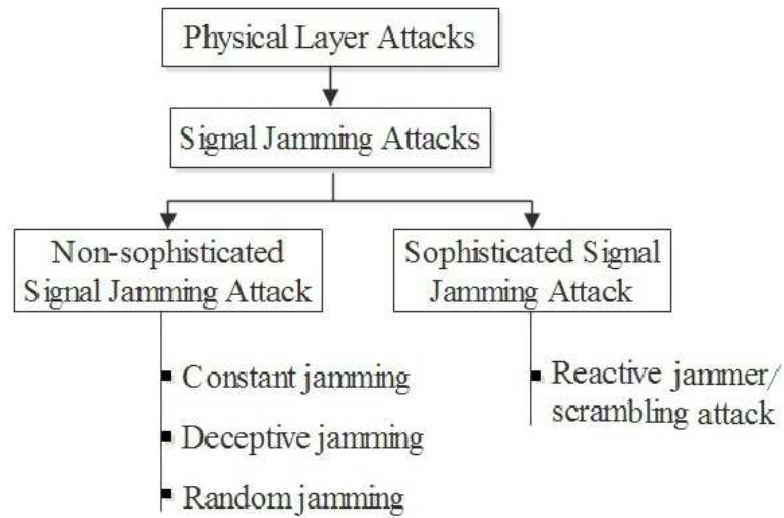 Physical Layer Attacks
Signal Jamming Attacks
Non-sophisticated
Signal Jamming Attack
Sophisticated Signal
Jamming Attack
Constant jamming
Deceptive jamming
Random jamming
Reactive jammer/
scrambling attack